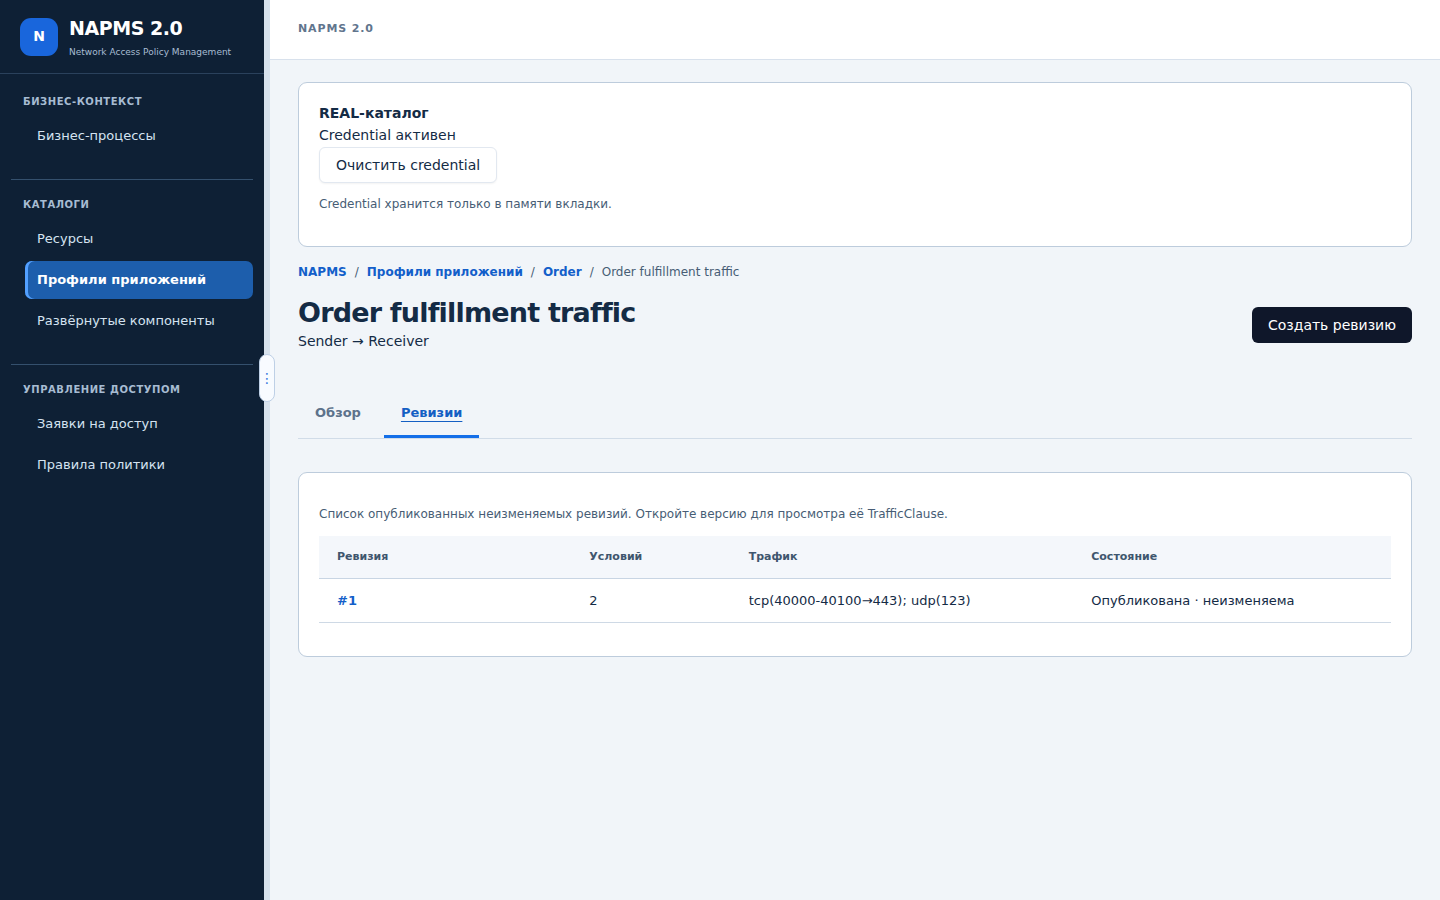 N
NAPMS 2.0
Network Access Policy Management
БИЗНЕС-КОНТЕКСТ
Бизнес-процессы
КАТАЛОГИ
Ресурсы
Профили приложений
Развёрнутые компоненты
УПРАВЛЕНИЕ ДОСТУПОМ
Заявки на доступ
Правила политики
NAPMS 2.0
REAL-каталог
Credential активен
Очистить credential
Credential хранится только в памяти вкладки.
NAPMS / Профили приложений / Order / Order fulfillment traffic
Order fulfillment traffic
Sender → Receiver
Создать ревизию
Обзор Ревизии
Список опубликованных неизменяемых ревизий. Откройте версию для просмотра её TrafficClause.
Ревизия Условий Трафик Состояние
#1 2 tcp(40000-40100→443); udp(123) Опубликована · неизменяема